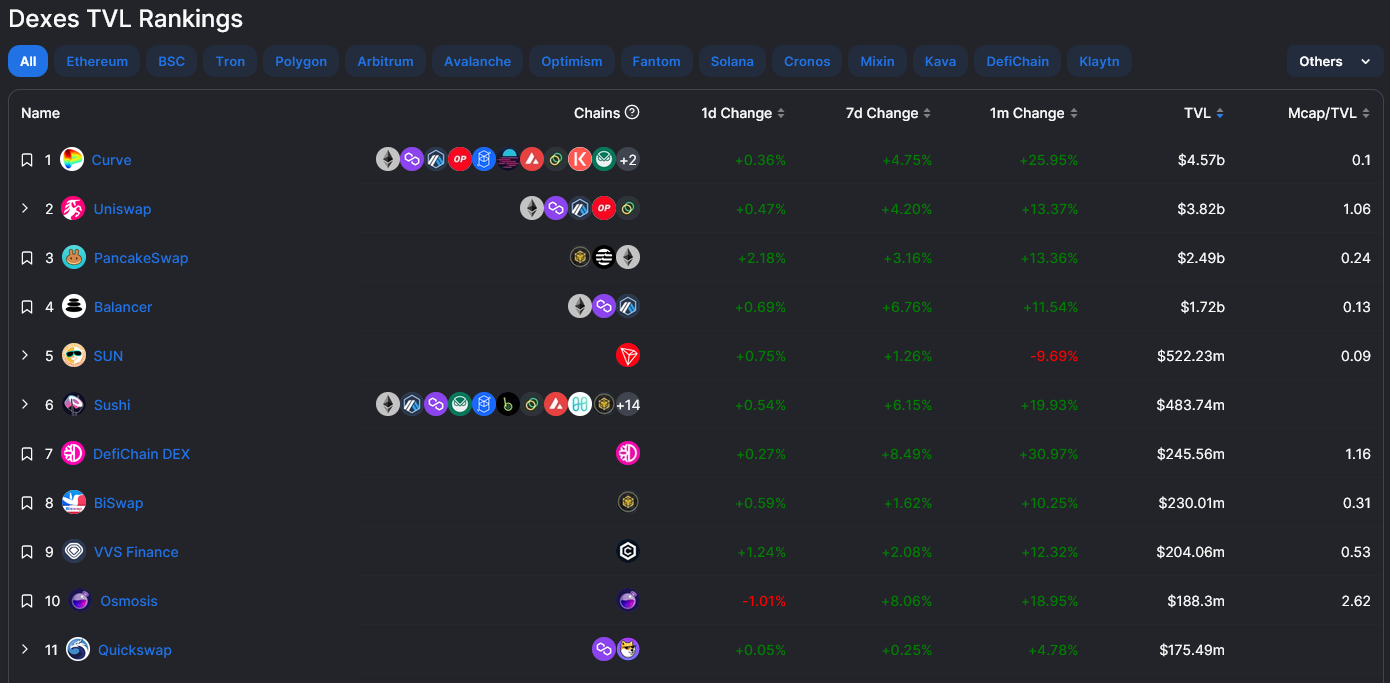 Dexes TVL Rankings
All Ethereum BSC Tron Polygon Arbitrum Avalanche Optimism Fantom Solana Cronos Mixin Kava DefiChain Klaytn Others
Name Chains ? 1d Change 7d Change 1m Change TVL Mcap/TVL
1 Curve OP K +2 +0.36% +4.75% +25.95% $4.57b 0.1
2 Uniswap OP +0.47% +4.20% +13.37% $3.82b 1.06
3 PancakeSwap +2.18% +3.16% +13.36% $2.49b 0.24
4 Balancer +0.69% +6.76% +11.54% $1.72b 0.13
5 SUN +0.75% +1.26% -9.69% $522.23m 0.09
6 Sushi b +14 +0.54% +6.15% +19.93% $483.74m
7 DefiChain DEX +0.27% +8.49% +30.97% $245.56m 1.16
8 BiSwap +0.59% +1.62% +10.25% $230.01m 0.31
9 VVS Finance +1.24% +2.08% +12.32% $204.06m 0.53
10 Osmosis -1.01% +8.06% +18.95% $188.3m 2.62
11 Quickswap +0.05% +0.25% +4.78% $175.49m